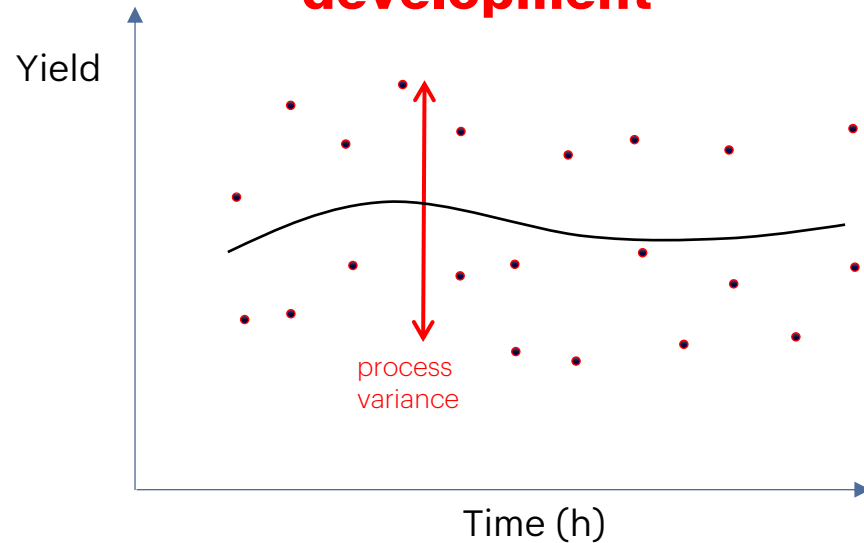 development
Yield
process
variance
Time (h)